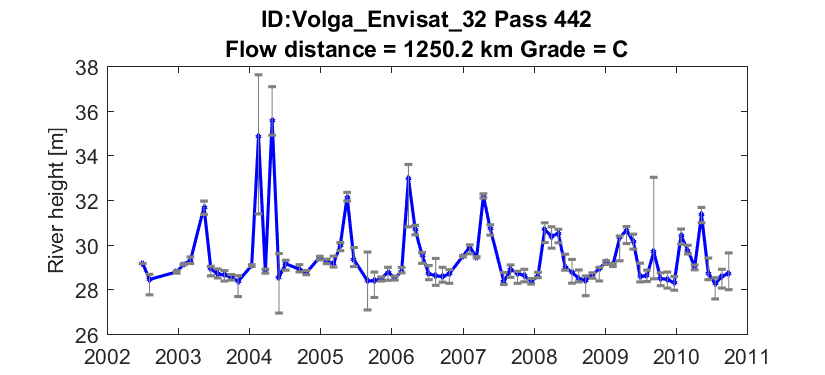 ID:Volga_Envisat_32 Pass 442
Flow distance = 1250.2 km Grade = C
River height [m]
38
36
34
32
30
28
26
2002 2003 2004 2005 2006 2007 2008 2009 2010 2011